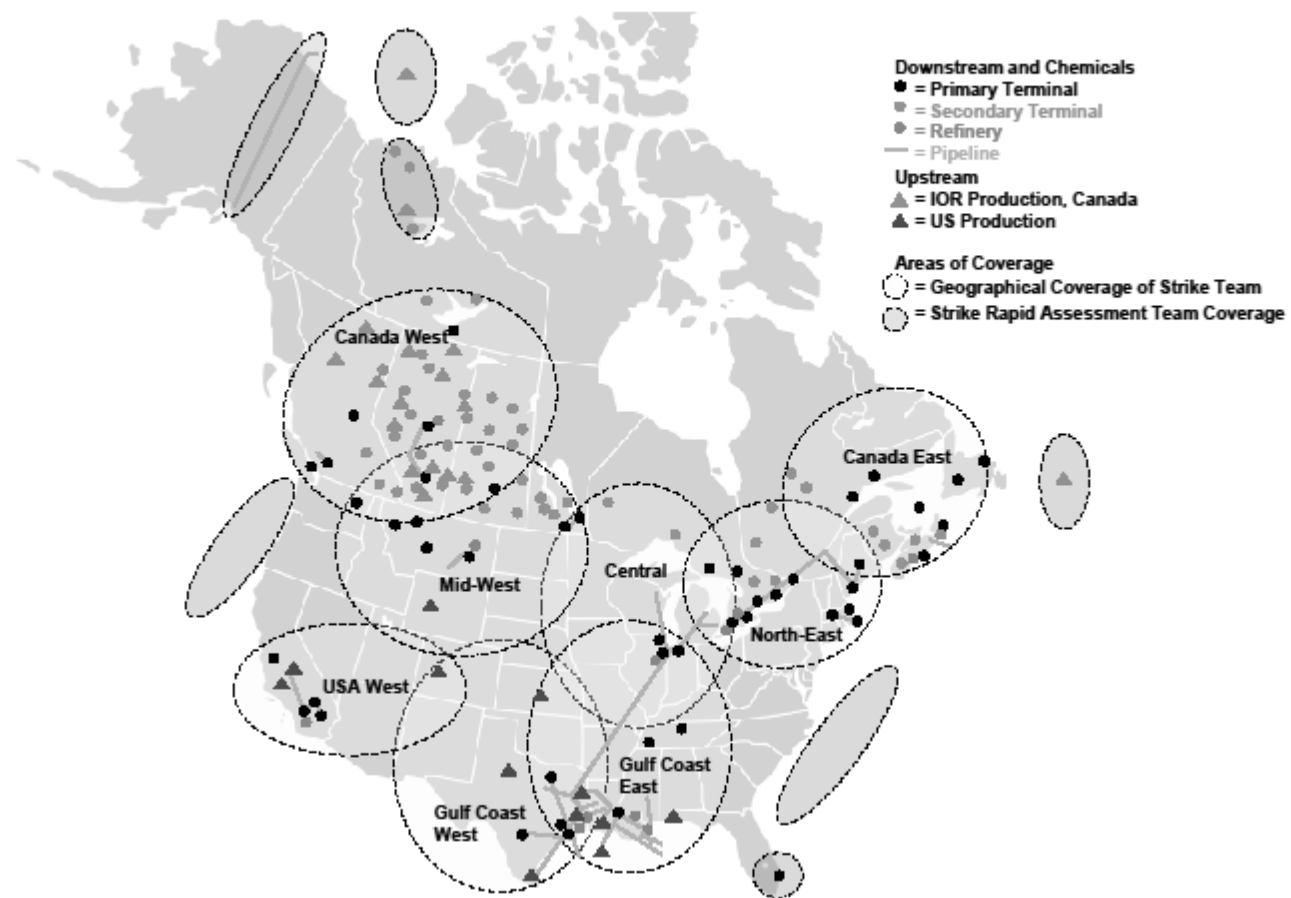 Downstream and Chemicals
= Primary Terminal
= Secondary Terminal
= Refinery
= Pipeline
Upstream
= IOR Production, Canada
= US Production
Areas of Coverage
= Geographical Coverage of Strike Team
= Strike Rapid Assessment Team Coverage
Canada West
Canada East
Central
Mid-West
North-East
USA West
Gulf Coast
East
Gulf Coast
West